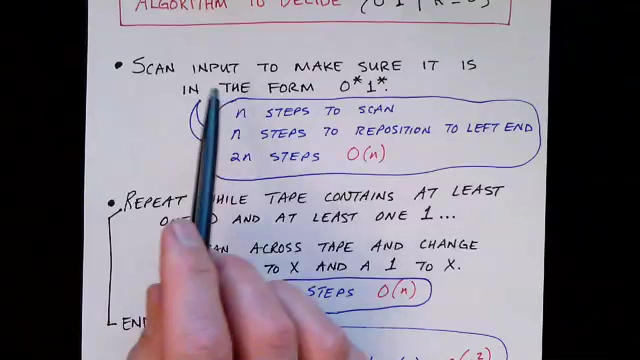 ALGORITHM TO DECIDE
• SCAN INPUT TO MAKE SURE IT IS
IN THE FORM 0*1*.
n STEPS TO SCAN
n STEPS TO REPOSITION TO LEFT END
2n STEPS O(n)
• REPEAT WHILE TAPE CONTAINS AT LEAST
AND AT LEAST ONE 1...
ACROSS TAPE AND CHANGE
TO X AND A 1 TO X.
STEPS O(n)
END